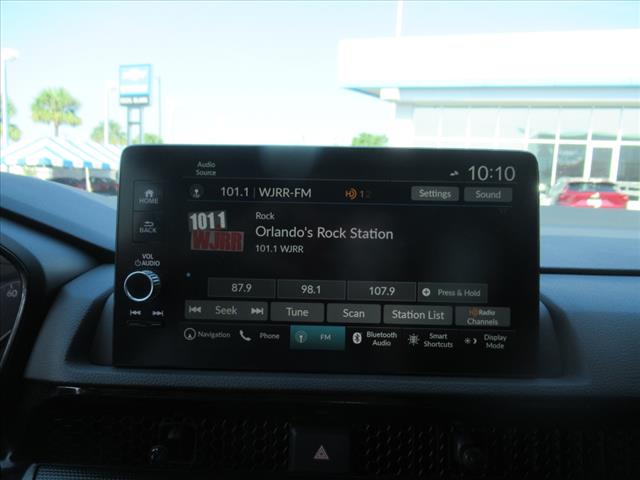 Audio
Source
10:10
101.1 WJRR-FM
HD 1 2
Settings
Sound
HOME
BACK
VOL
AUDIO
101 1
WJRR
Rock
Orlando's Rock Station
101.1 WJRR
87.9
98.1
107.9
Press & Hold
Seek
Tune
Scan
Station List
HD Radio
Channels
Navigation
Phone
FM
Bluetooth
Audio
Smart
Shortcuts
Display
Mode
60